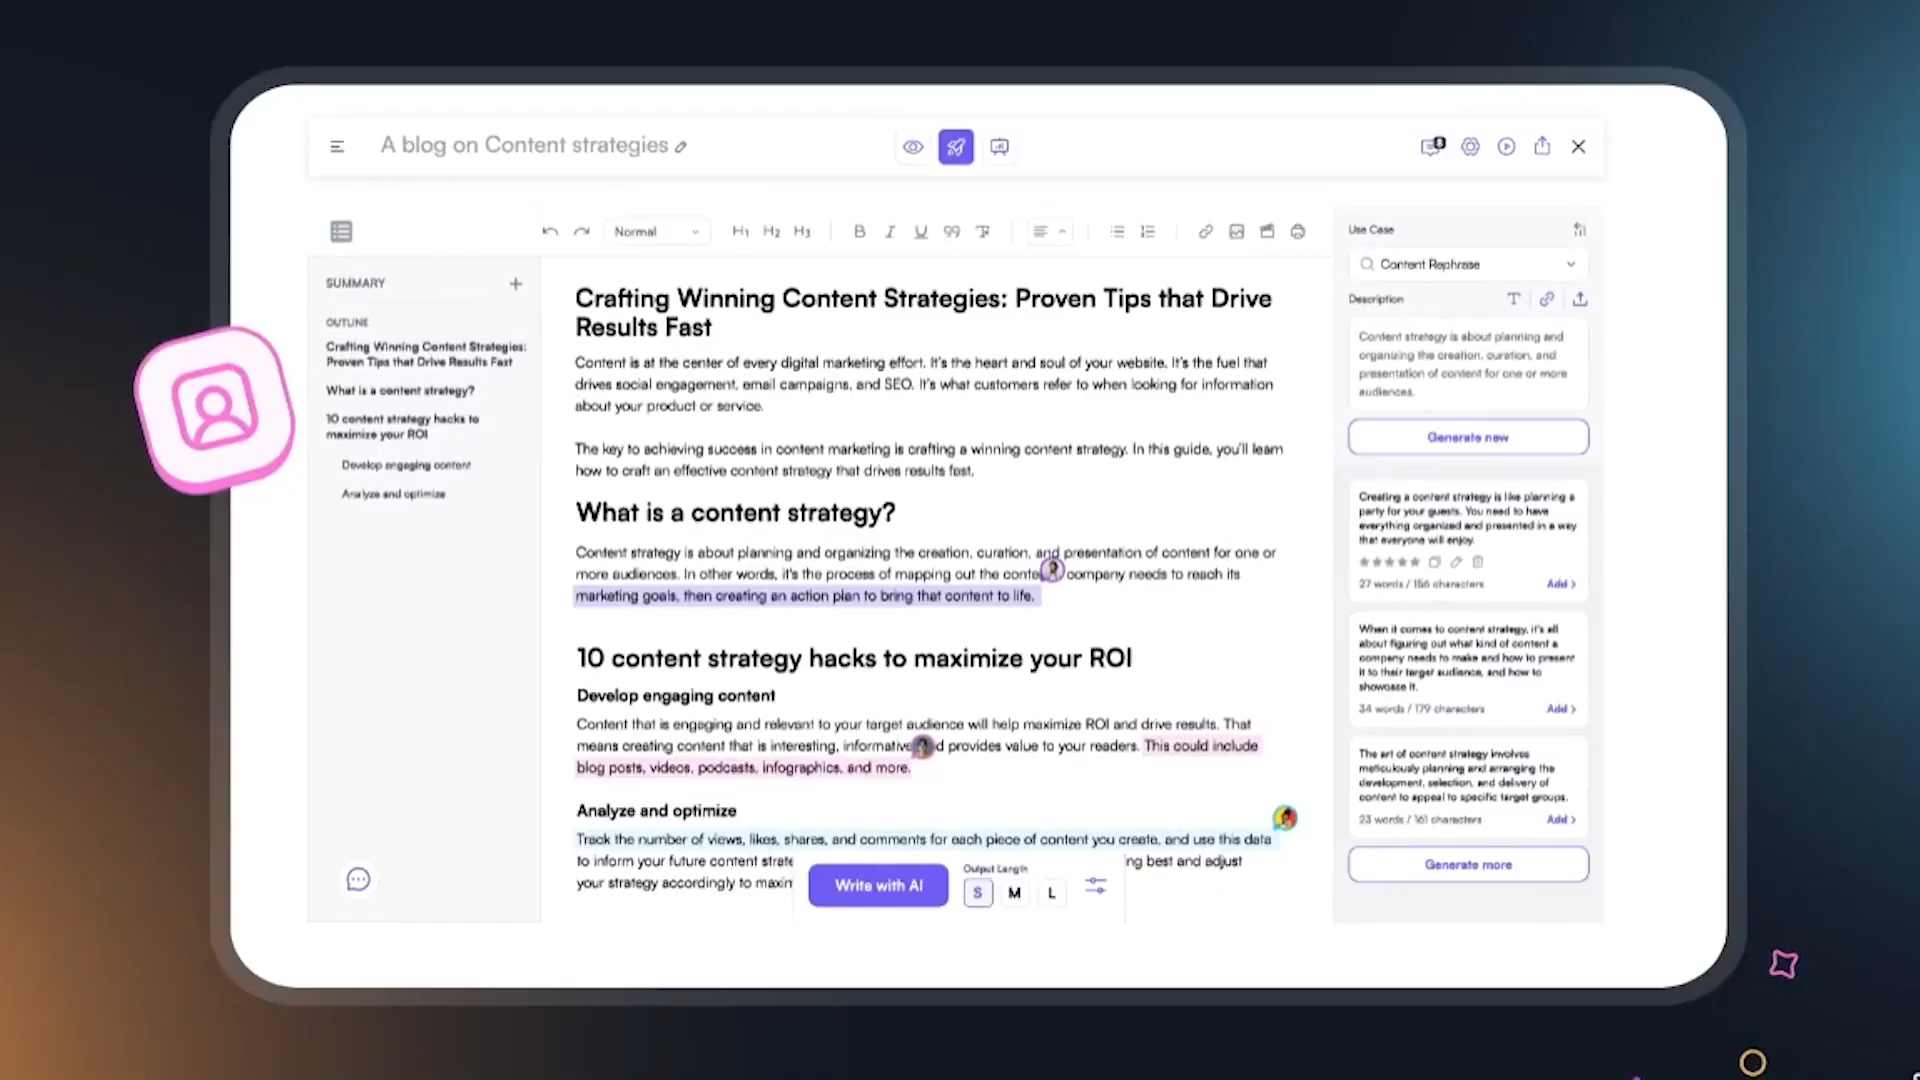 A blog on Content strategies
Normal
H1 H2 H3
B I U 99
SUMMARY
OUTLINE
Crafting Winning Content Strategies:
Proven Tips that Drive Results Fast
What is a content strategy?
10 content strategy hacks to
maximize your ROI
Develop engaging content
Analyze and optimize
Crafting Winning Content Strategies: Proven Tips that Drive
Results Fast
Content is at the center of every digital marketing effort. It's the heart and soul of your website. It's the fuel that
drives social engagement, email campaigns, and SEO. It's what customers refer to when looking for information
about your product or service.
The key to achieving success in content marketing is crafting a winning content strategy. In this guide, you'll learn
how to craft an effective content strategy that drives results fast.
What is a content strategy?
Content strategy is about planning and organizing the creation, curation, and presentation of content for one or
more audiences. In other words, it's the process of mapping out the conte company needs to reach its
marketing goals, then creating an action plan to bring that content to life.
10 content strategy hacks to maximize your ROI
Develop engaging content
Content that is engaging and relevant to your target audience will help maximize ROI and drive results. That
means creating content that is interesting, informative d provides value to your readers. This could include
blog posts, videos, podcasts, infographics, and more.
Analyze and optimize
Track the number of views, likes, shares, and comments for each piece of content you create, and use this data
to inform your future content strate ng best and adjust
your strategy accordingly to maxim
Write with AI
Output Length
S M L
Use Case
Content Rephrase
Description
Content strategy is about planning and
organizing the creation, curation, and
presentation of content for one or more
audiences.
Generate new
Creating a content strategy is like planning a
party for your guests. You need to have
everything organized and presented in a way
that everyone will enjoy.
27 words / 156 characters Add >
When it comes to content strategy, it's all
about figuring out what kind of content a
company needs to make and how to present
it to their target audience, and how to
showcase it.
34 words / 179 characters Add >
The art of content strategy involves
meticulously planning and arranging the
development, selection, and delivery of
content to appeal to specific target groups.
23 words / 161 characters Add >
Generate more